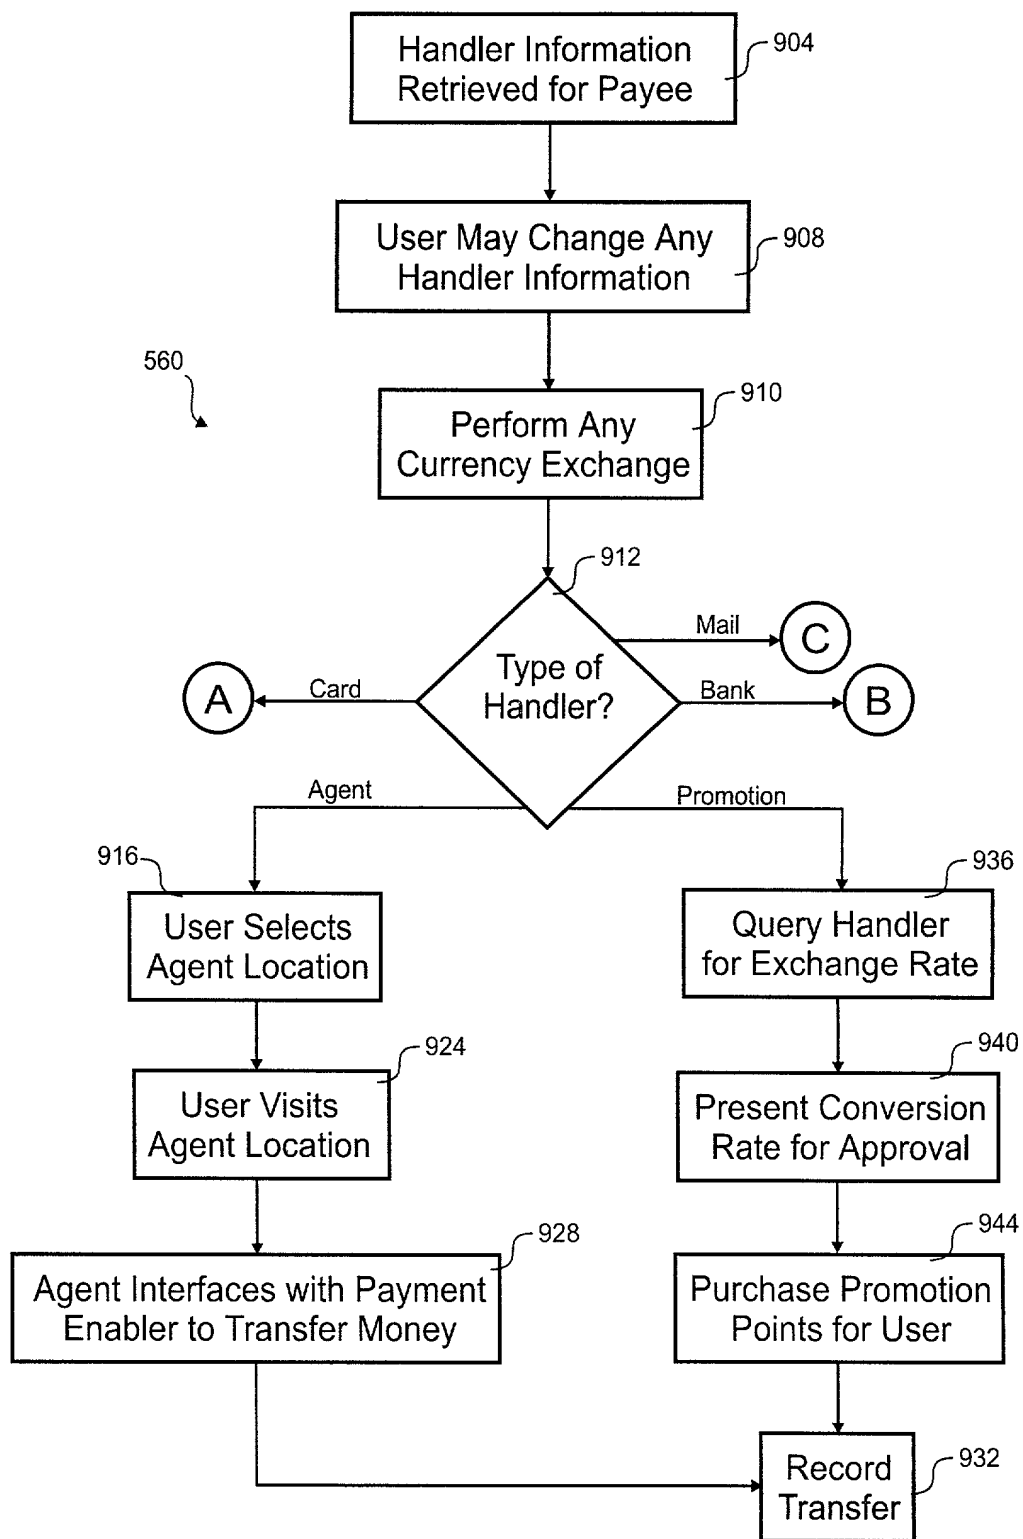 Handler Information
Retrieved for Payee
904
User May Change Any
Handler Information
908
560
Perform Any
Currency Exchange
910
912
Type of
Handler?
Mail
C
Card
A
Bank
B
Agent
Promotion
916
User Selects
Agent Location
936
Query Handler
for Exchange Rate
924
User Visits
Agent Location
940
Present Conversion
Rate for Approval
928
Agent Interfaces with Payment
Enabler to Transfer Money
944
Purchase Promotion
Points for User
Record
Transfer
932